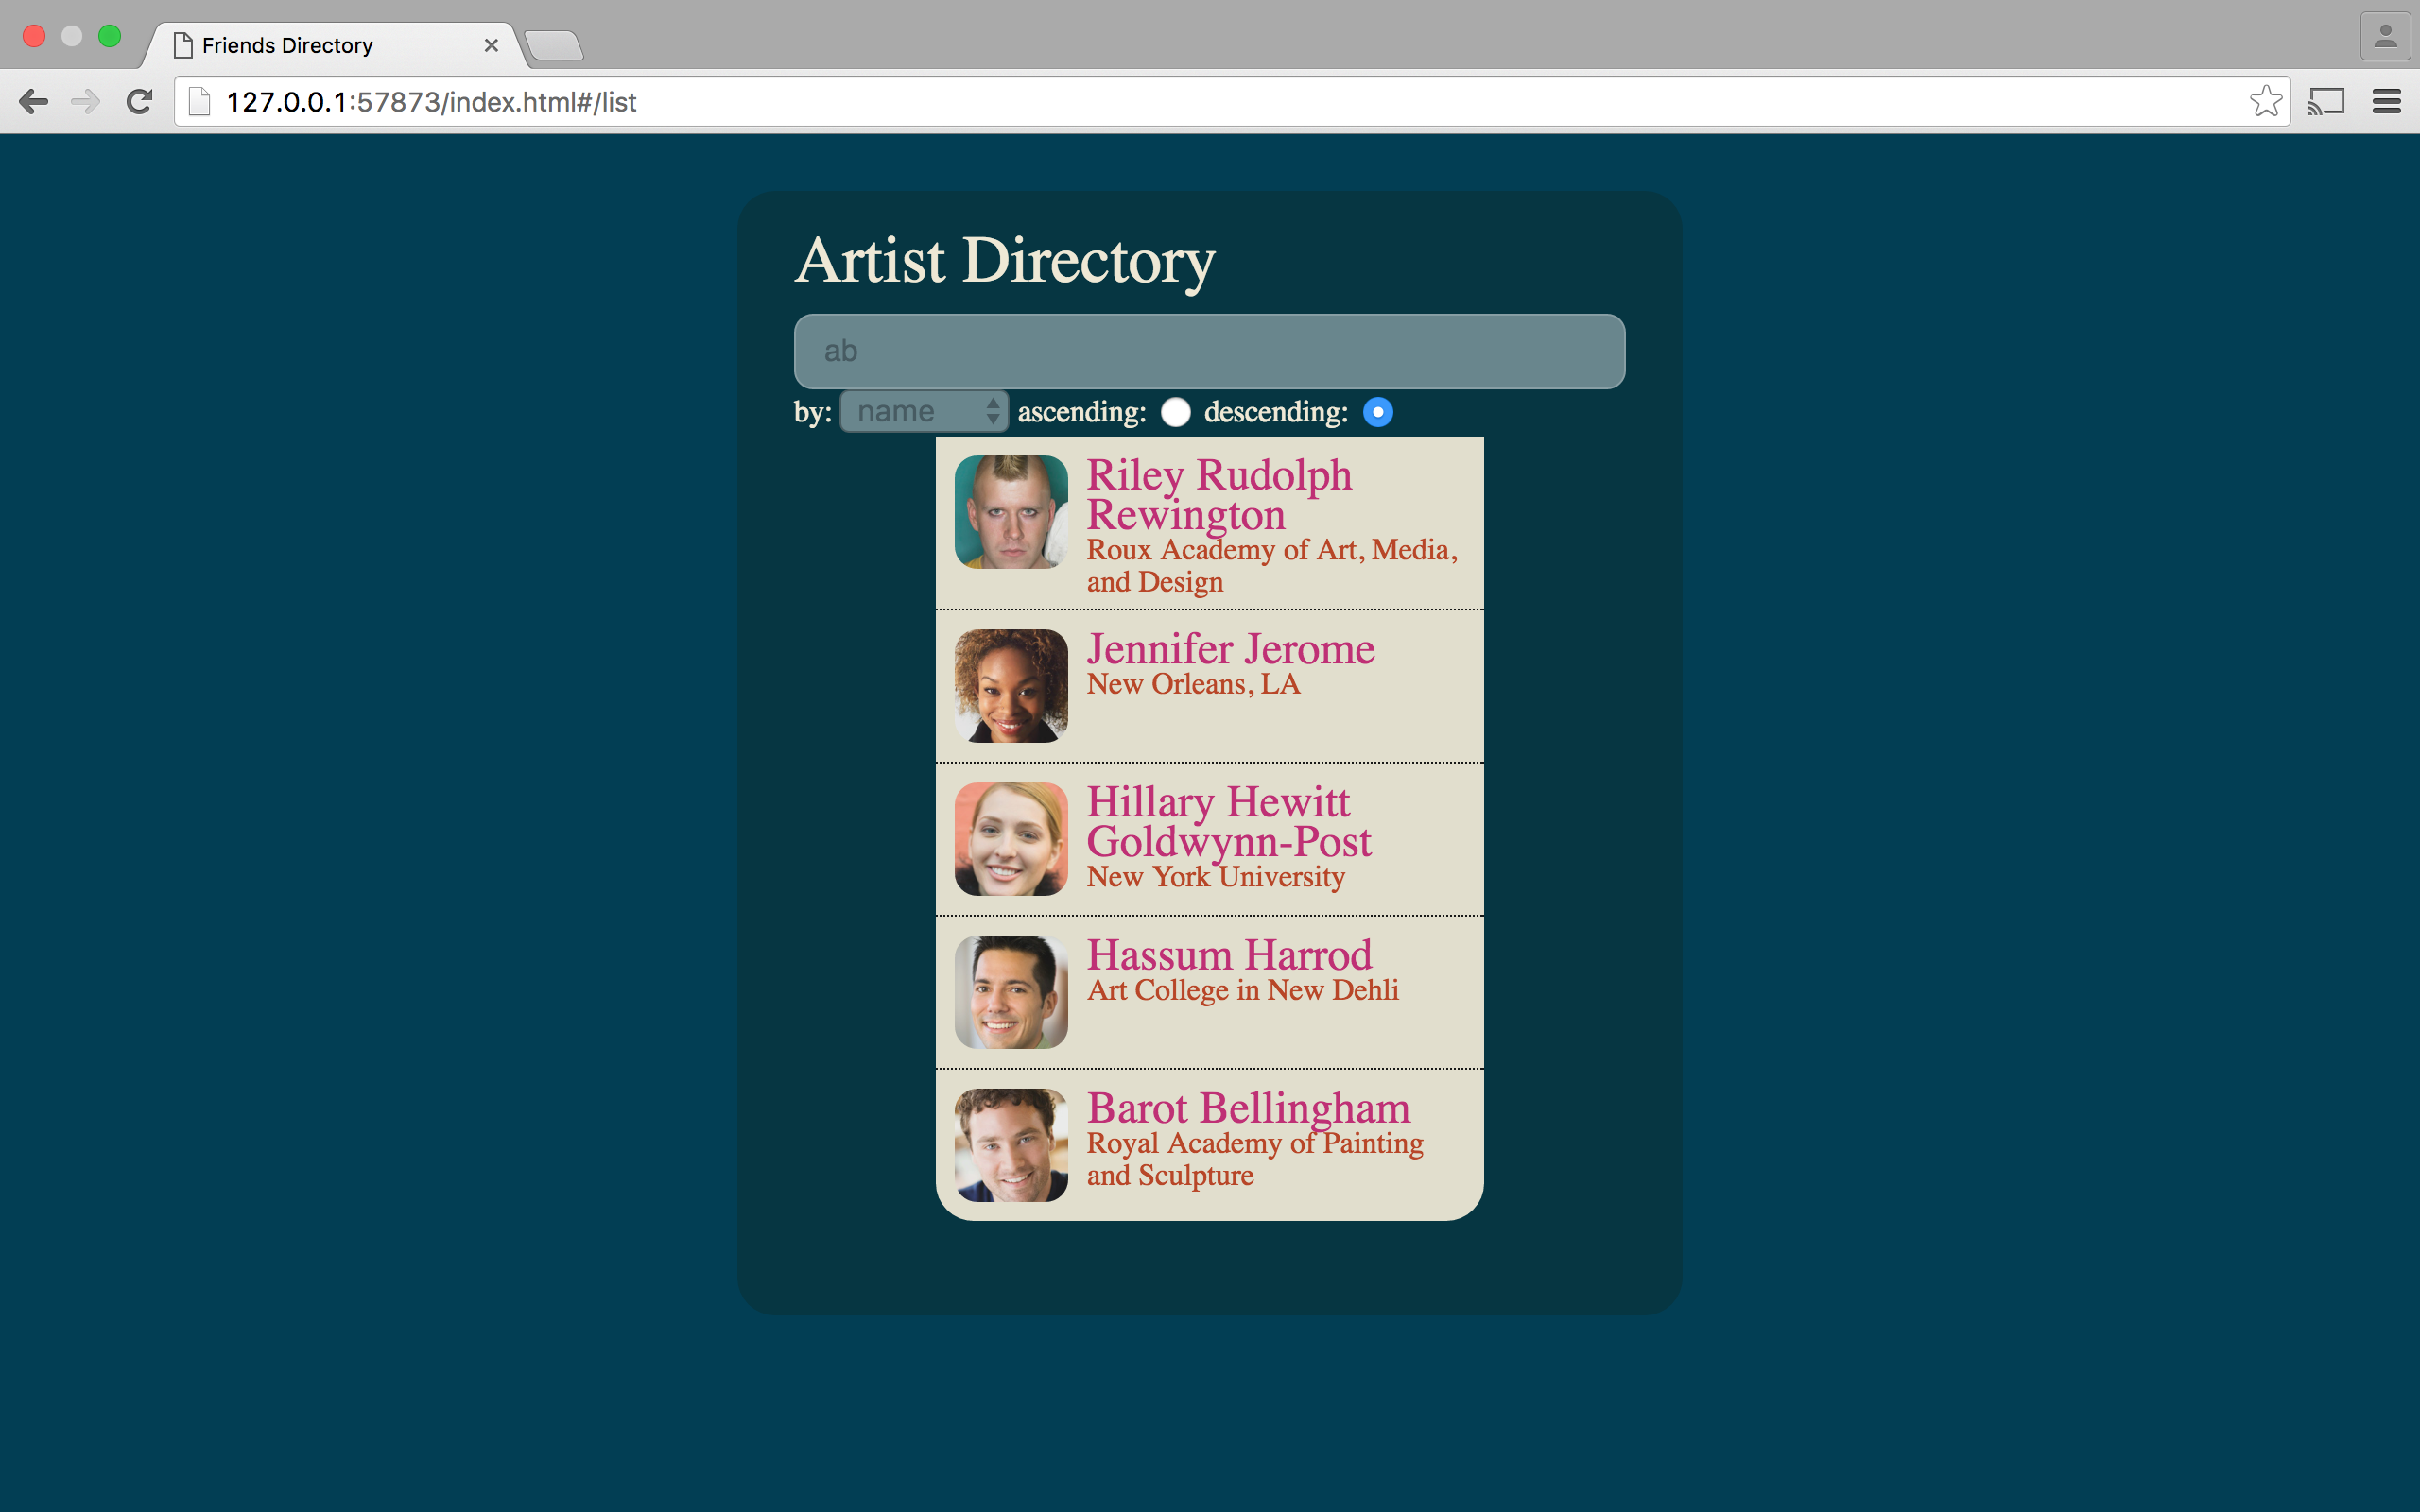 Friends Directory
127.0.0.1:57873/index.html#/list
Artist Directory
ab
by: name ascending: descending:
Riley Rudolph
Rewington
Roux Academy of Art, Media,
and Design
Jennifer Jerome
New Orleans, LA
Hillary Hewitt
Goldwynn-Post
New York University
Hassum Harrod
Art College in New Dehli
Barot Bellingham
Royal Academy of Painting
and Sculpture